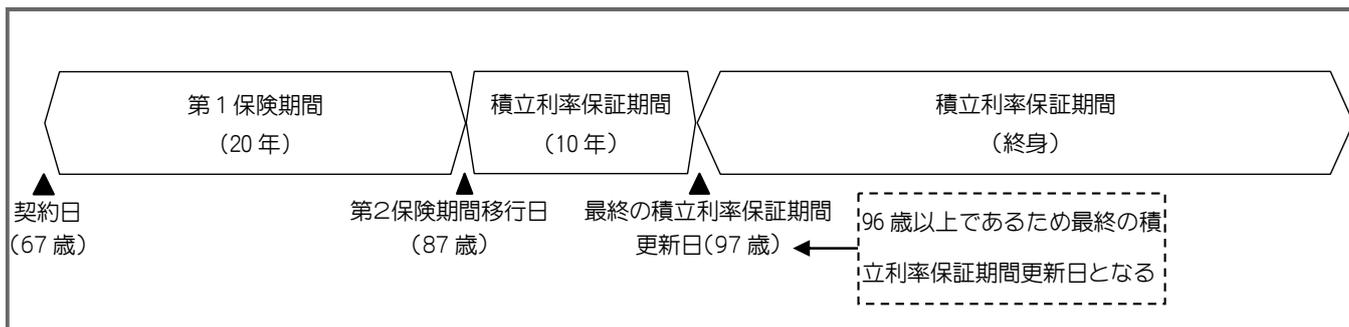 第1保険期間
(20年)
積立利率保証期間
(10年)
積立利率保証期間
(終身)
契約日
(67歳)
第2保険期間移行日
(87歳)
最終の積立利率保証期間
更新日(97歳)
96歳以上であるため最終の積
立利率保証期間更新日となる